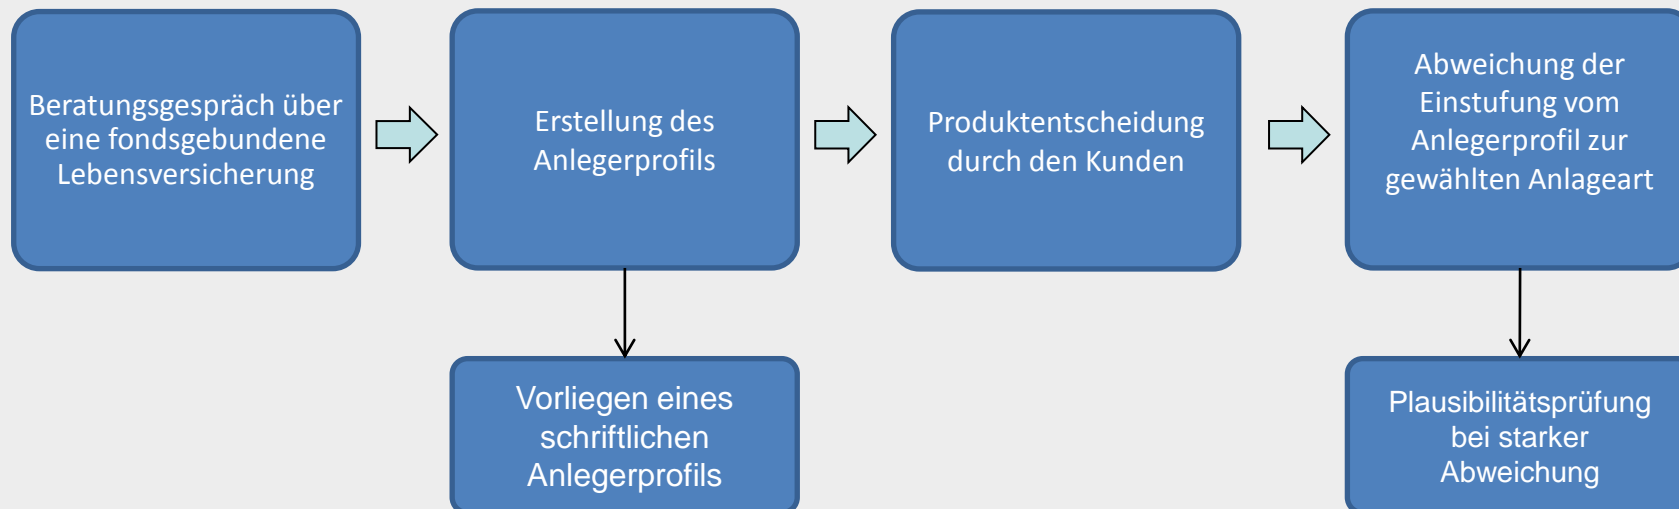 Beratungsgespräch über
eine fondsgebundene
Lebensversicherung
Erstellung des
Anlegerprofils
Produktentscheidung
durch den Kunden
Abweichung der
Einstufung vom
Anlegerprofil zur
gewählten Anlageart
Vorliegen eines
schriftlichen
Anlegerprofils
Plausibilitätsprüfung
bei starker
Abweichung